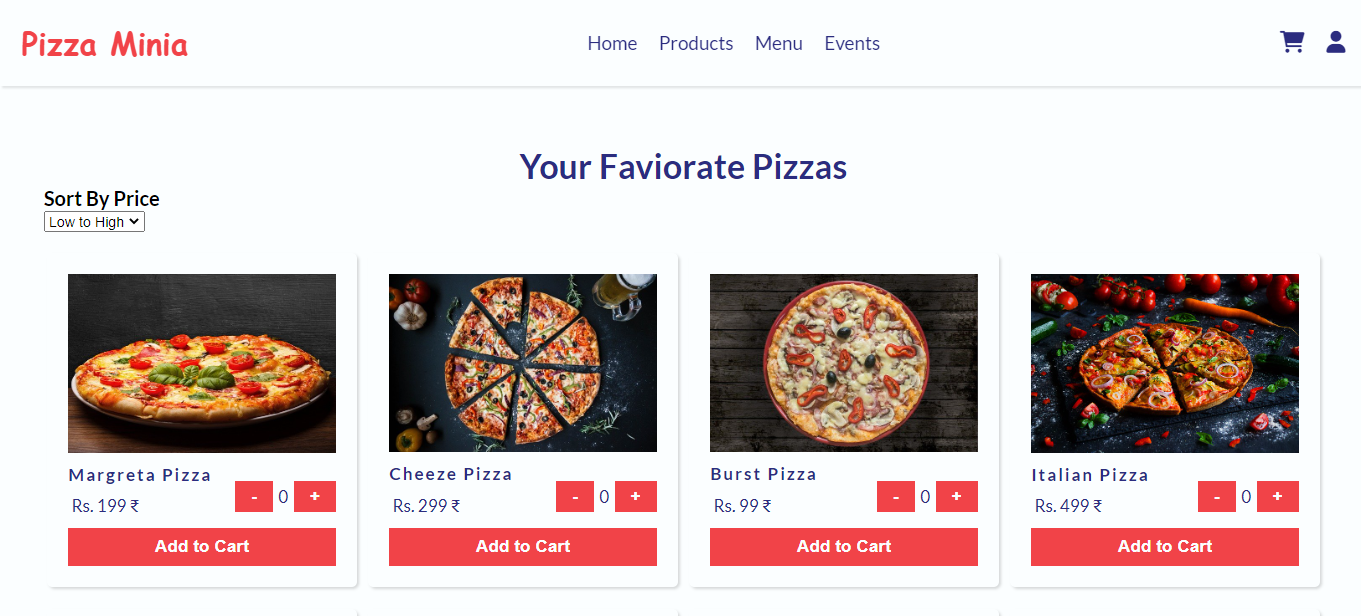 Pizza Minia
Home Products Menu Events
Your Faviorate Pizzas
Sort By Price
Low to High
Margreta Pizza
Rs. 199 ₹
- 0 +
Add to Cart
Cheeze Pizza
Rs. 299 ₹
- 0 +
Add to Cart
Burst Pizza
Rs. 99 ₹
- 0 +
Add to Cart
Italian Pizza
Rs. 499 ₹
- 0 +
Add to Cart